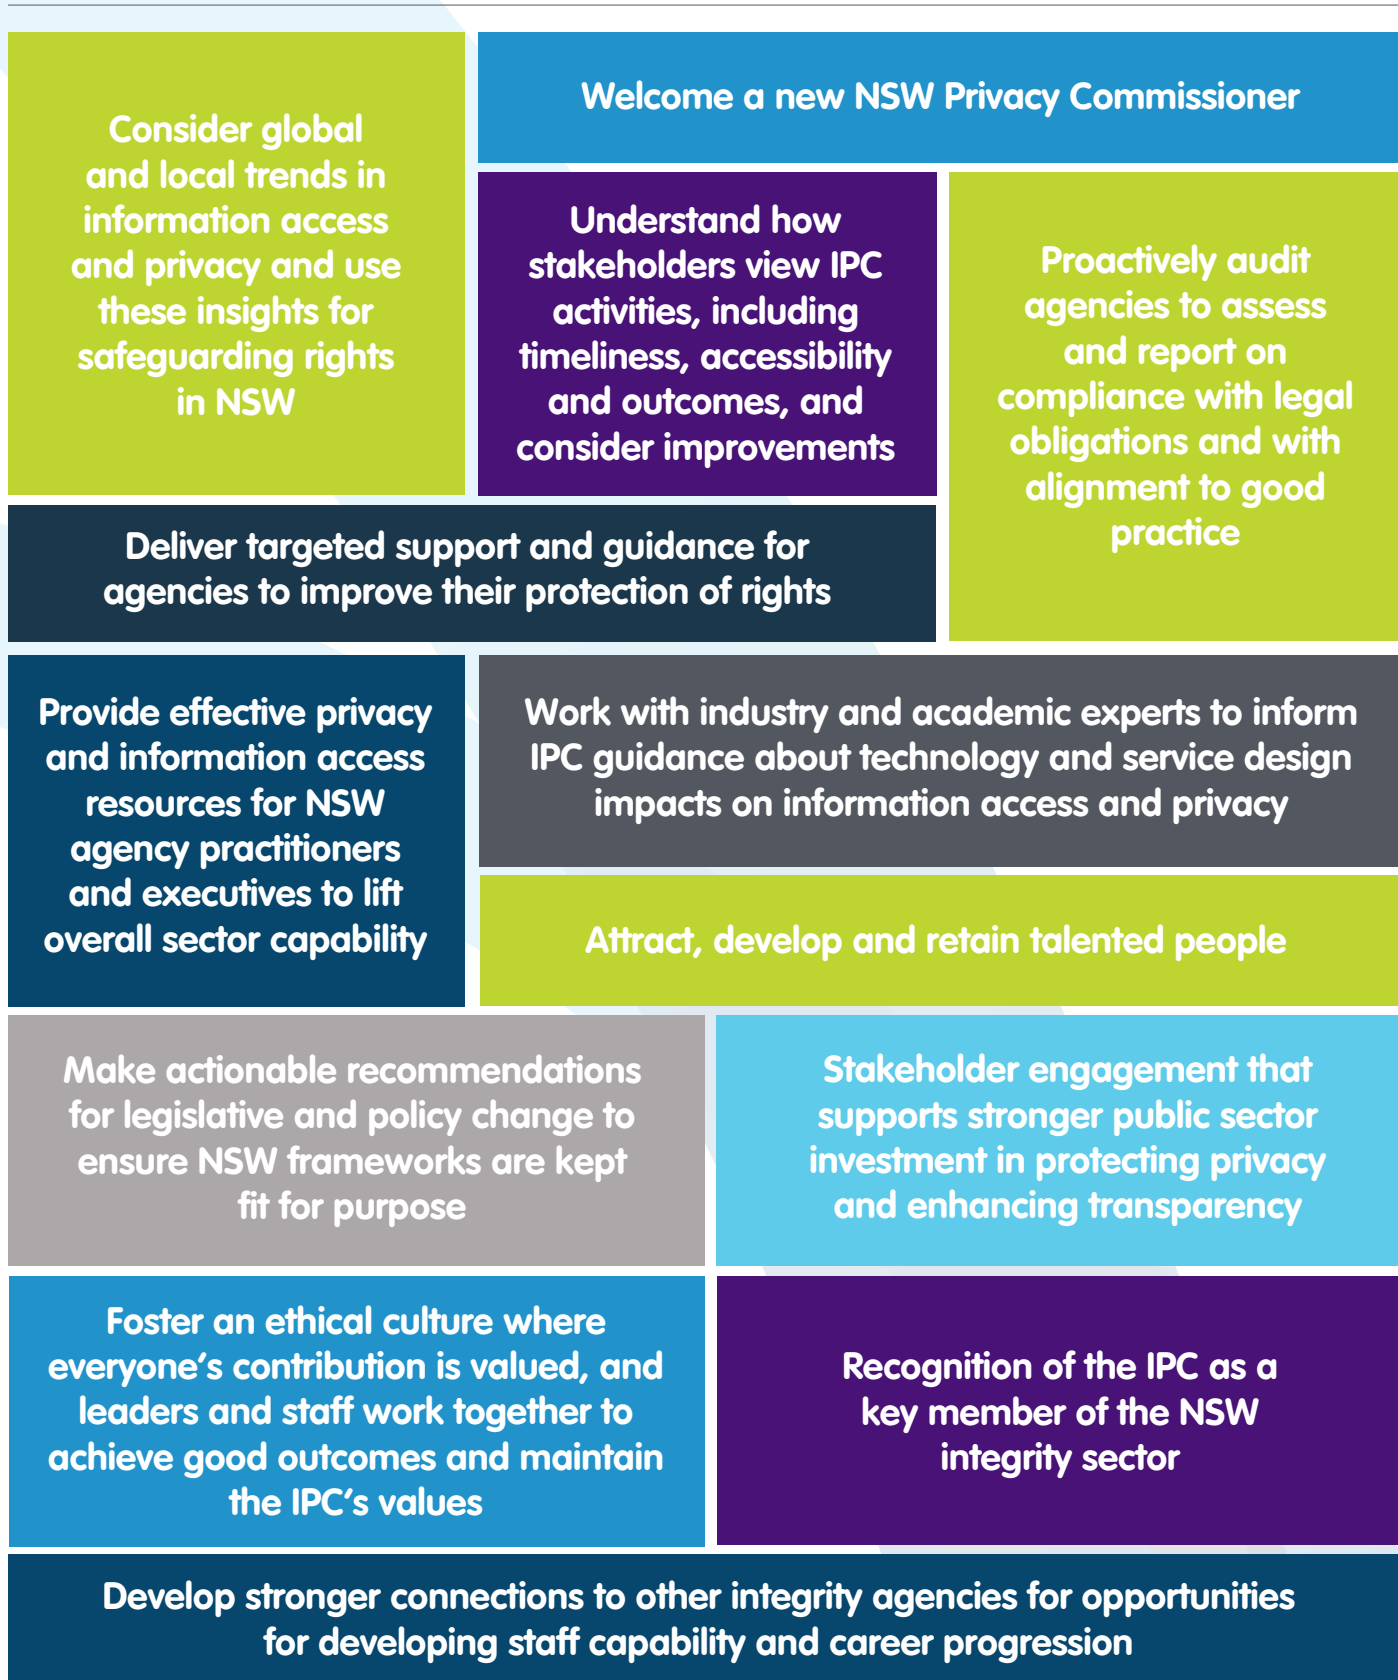 Consider global
and local trends in
information access
and privacy and use
these insights for
safeguarding rights
in NSW
Welcome a new NSW Privacy Commissioner
Understand how
stakeholders view IPC
activities, including
timeliness, accessibility
and outcomes, and
consider improvements
Proactively audit
agencies to assess
and report on
compliance with legal
obligations and with
alignment to good
practice
Deliver targeted support and guidance for
agencies to improve their protection of rights
Provide effective privacy
and information access
resources for NSW
agency practitioners
and executives to lift
overall sector capability
Work with industry and academic experts to inform
IPC guidance about technology and service design
impacts on information access and privacy
Attract, develop and retain talented people
Make actionable recommendations
for legislative and policy change to
ensure NSW frameworks are kept
fit for purpose
Stakeholder engagement that
supports stronger public sector
investment in protecting privacy
and enhancing transparency
Foster an ethical culture where
everyone’s contribution is valued, and
leaders and staff work together to
achieve good outcomes and maintain
the IPC’s values
Recognition of the IPC as a
key member of the NSW
integrity sector
Develop stronger connections to other integrity agencies for opportunities
for developing staff capability and career progression